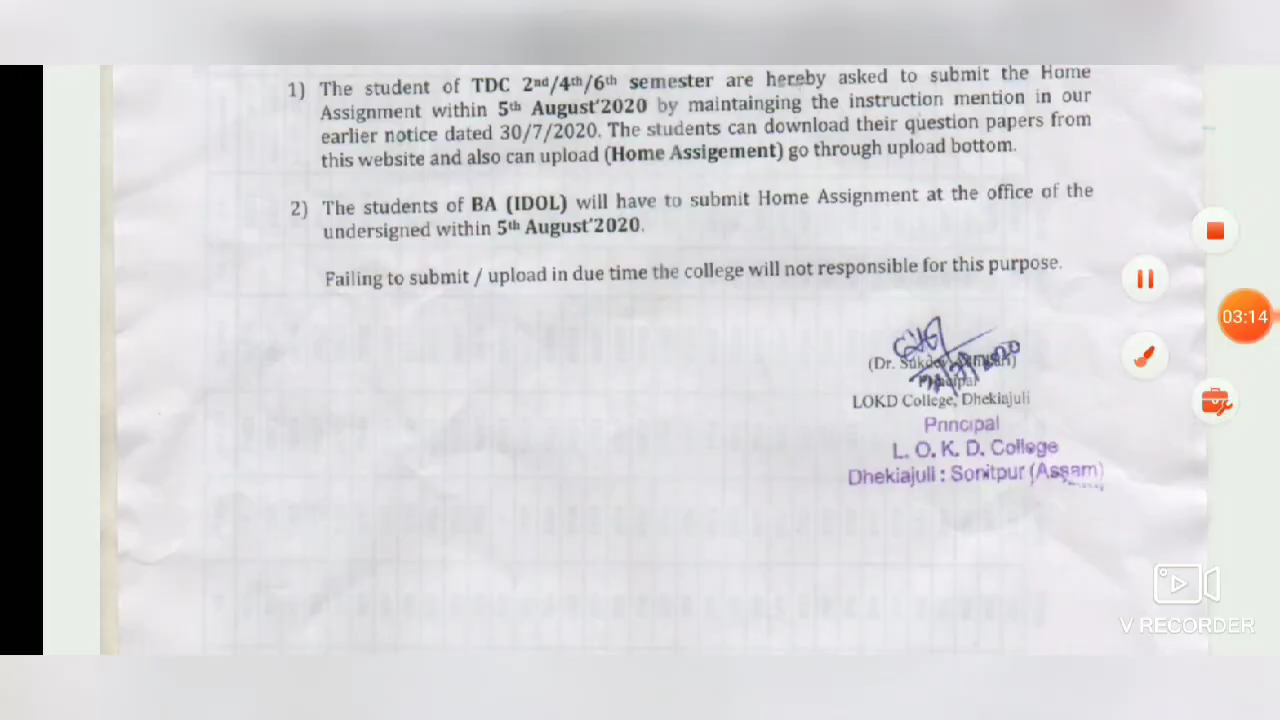 1) The student of TDC 2nd/4th/6th semester are hereby asked to submit the Home
Assignment within 5th August'2020 by maintainging the instruction mention in our
earlier notice dated 30/7/2020. The students can download their question papers from
this website and also can upload (Home Assigement) go through upload bottom.
2) The students of BA (IDOL) will have to submit Home Assignment at the office of the
undersigned within 5th August'2020.
Failing to submit / upload in due time the college will not responsible for this purpose.
(Dr.
Principal
LOKD College, Dhekiajuli
Principal
L. O. K. D. College
Dhekiajuli : Sonitpur (Assam)
03:14
V RECORDER